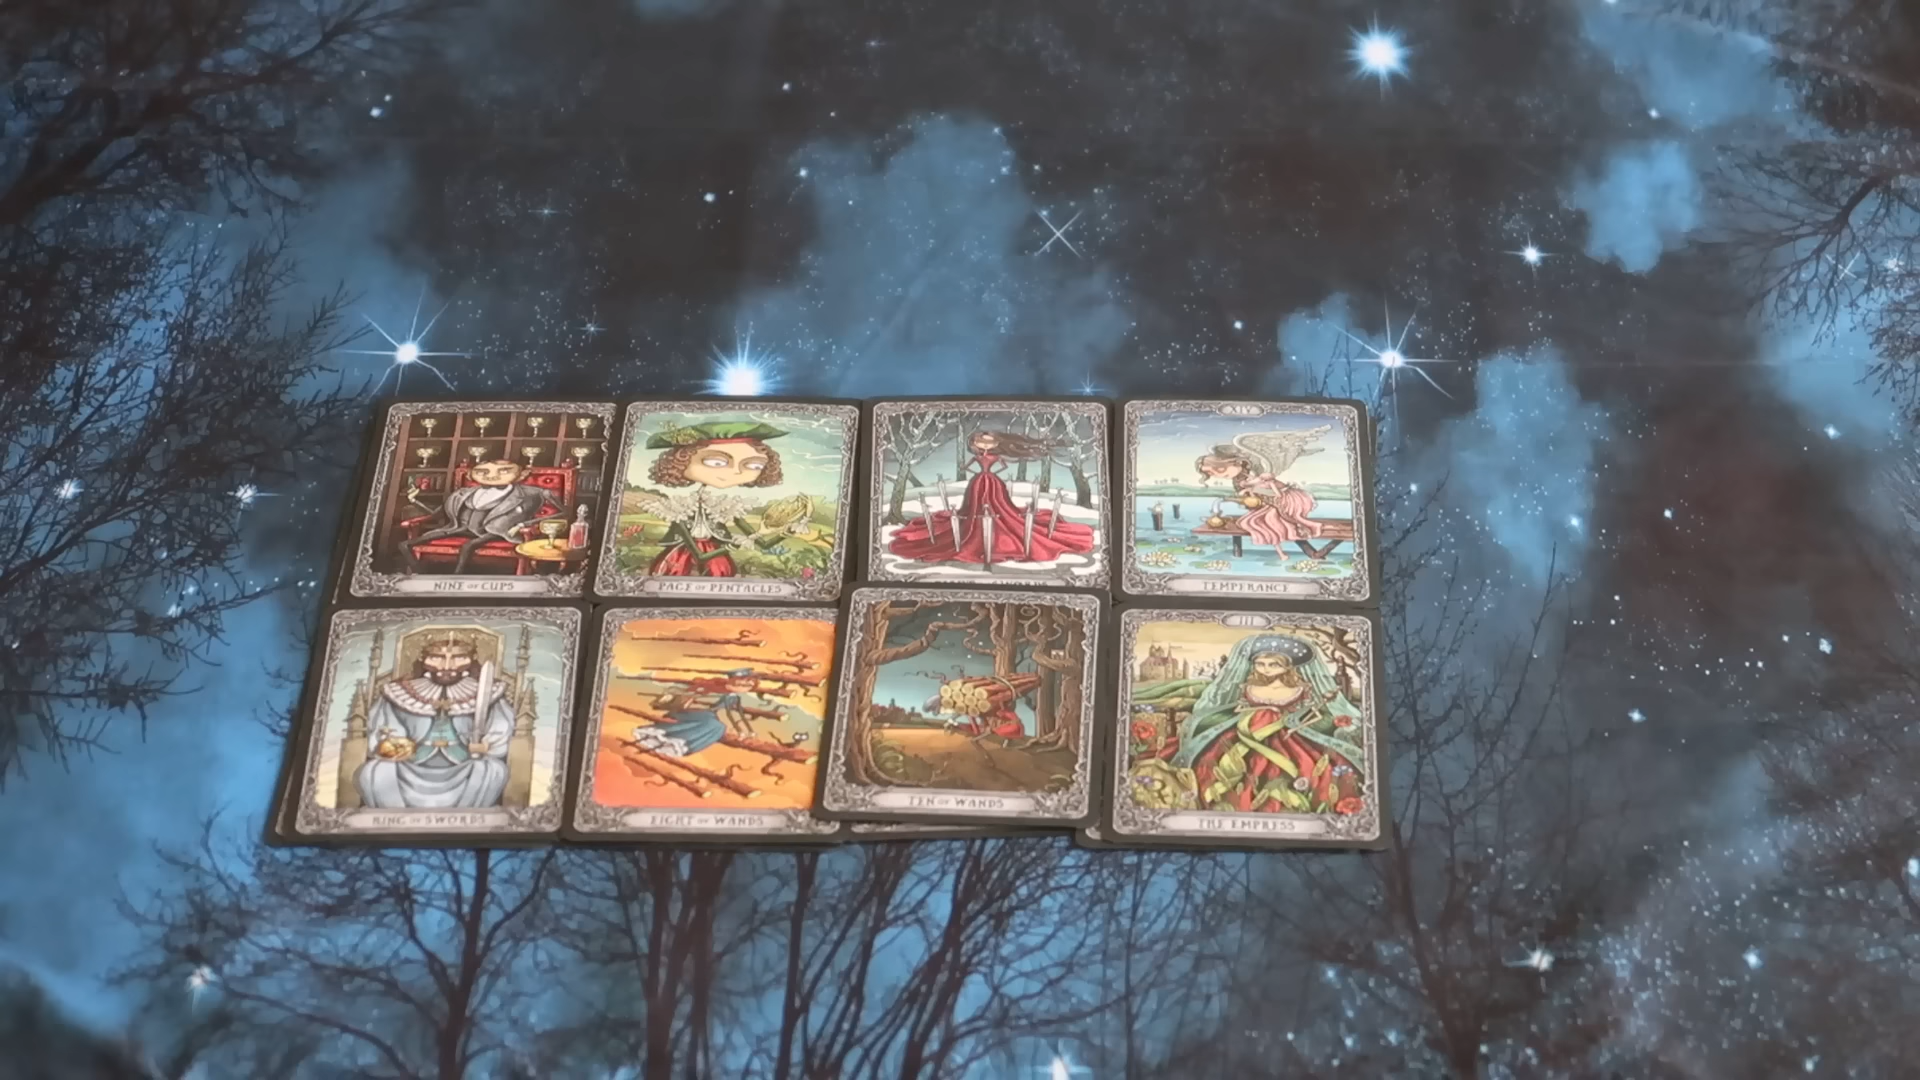 NINE OF CUPS
PAGE OF PENTACLES
XIV
TEMPERANCE
KING OF SWORDS
EIGHT OF WANDS
TEN OF WANDS
III
THE EMPRESS